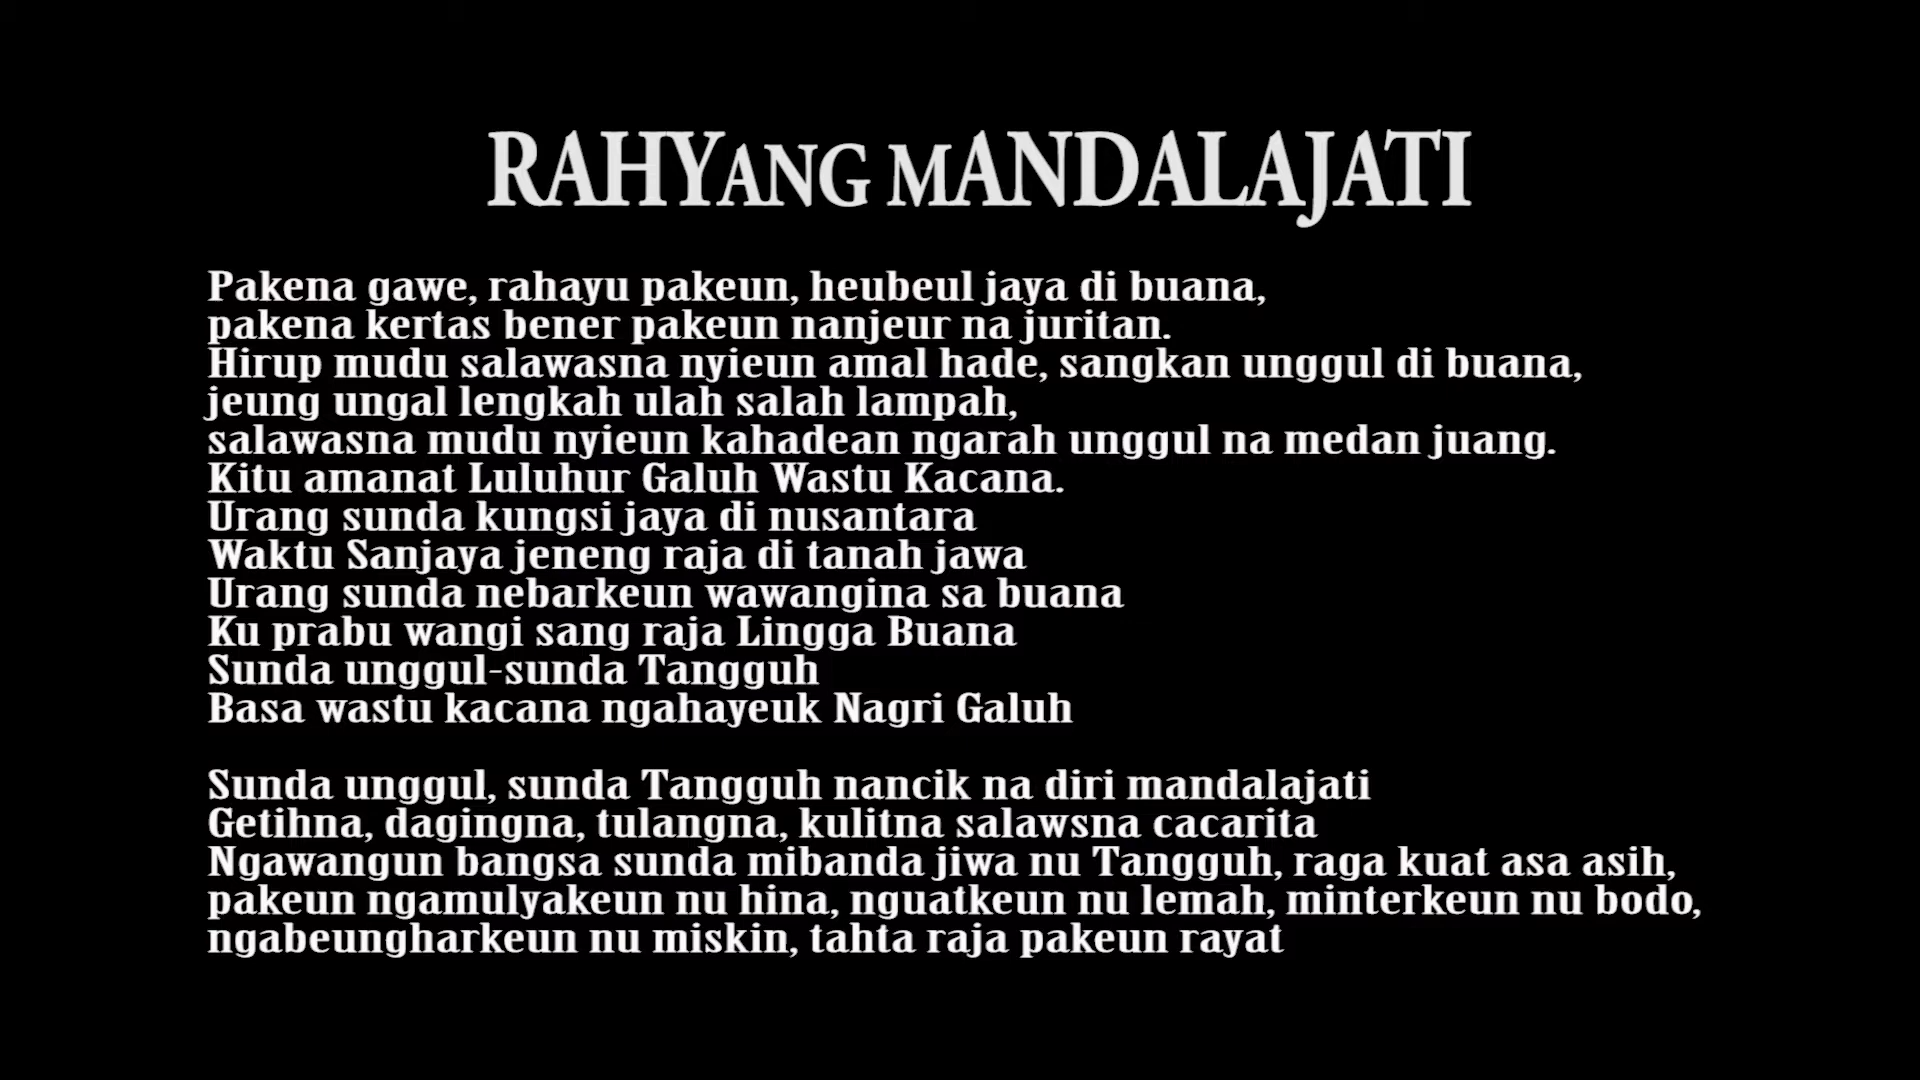 RAHYANG MANDALAJATI
Pakena gawe, rahayu pakeun, heubeul jaya di buana,
pakena kertas bener pakeun nanjeur na juritan.
Hirup mudu salawasna nyieun amal hade, sangkan unggul di buana,
jeung ungal lengkah ulah salah lampah,
salawasna mudu nyieun kahadean ngarah unggul na medan juang.
Kitu amanat Luluhur Galuh Wastu Kacana.
Urang sunda kungsi jaya di nusantara
Waktu Sanjaya jeneng raja di tanah jawa
Urang sunda nebarkeun wawangina sa buana
Ku prabu wangi sang raja Lingga Buana
Sunda unggul-sunda Tangguh
Basa wastu kacana ngahayeuk Nagri Galuh
Sunda unggul, sunda Tangguh nancik na diri mandalajati
Getihna, dagingna, tulangna, kulitna salawsna cacarita
Ngawangun bangsa sunda mibanda jiwa nu Tangguh, raga kuat asa asih,
pakeun ngamulyakeun nu hina, nguatkeun nu lemah, minterkeun nu bodo,
ngabeungharkeun nu miskin, tahta raja pakeun rayat